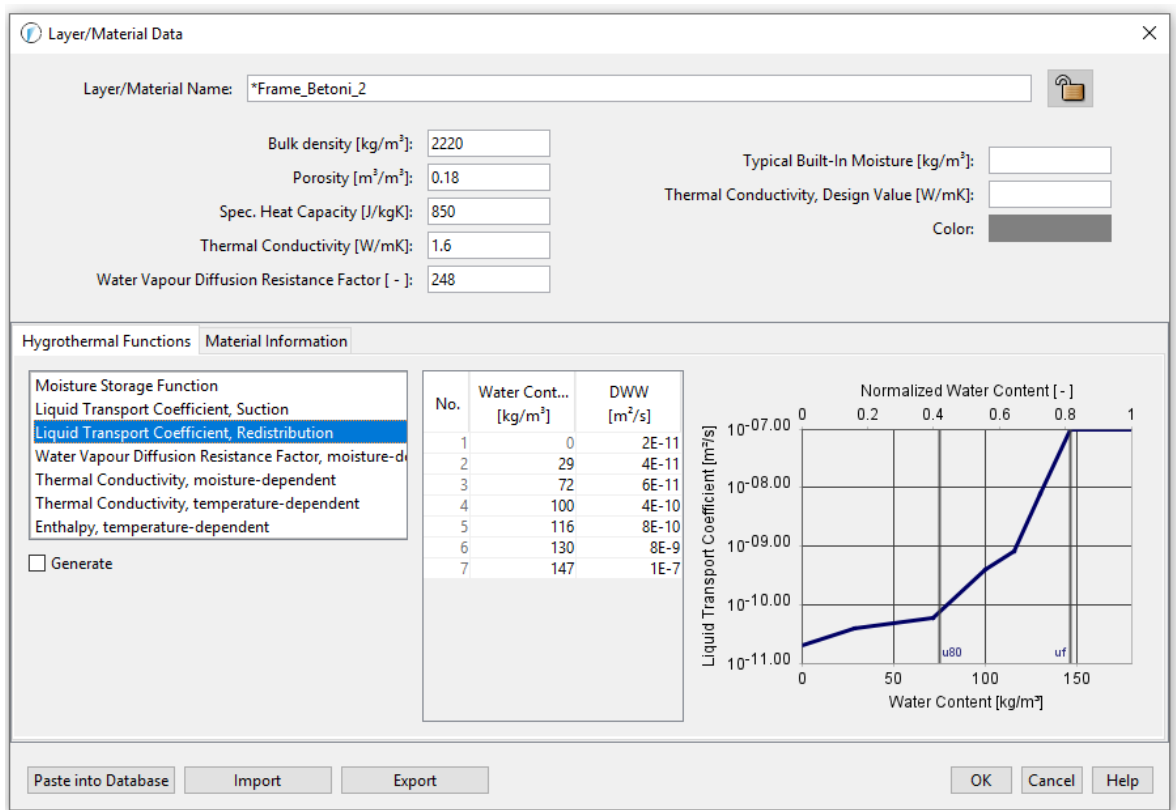 Layer/Material Data
Layer/Material Name: *Frame_Betoni_2
Bulk density [kg/m³]: 2220
Porosity [m³/m³]: 0.18
Spec. Heat Capacity [J/kgK]: 850
Thermal Conductivity [W/mK]: 1.6
Water Vapour Diffusion Resistance Factor [ - ]: 248
Typical Built-In Moisture [kg/m³]:
Thermal Conductivity, Design Value [W/mK]:
Color:
Hygrothermal Functions Material Information
Moisture Storage Function
Liquid Transport Coefficient, Suction
Liquid Transport Coefficient, Redistribution
Water Vapour Diffusion Resistance Factor, moisture-d
Thermal Conductivity, moisture-dependent
Thermal Conductivity, temperature-dependent
Enthalpy, temperature-dependent
Generate
No. Water Cont... [kg/m³] DWW [m²/s]
1 0 2E-11
2 29 4E-11
3 72 6E-11
4 100 4E-10
5 116 8E-10
6 130 8E-9
7 147 1E-7
Normalized Water Content [ - ]
0 0.2 0.4 0.6 0.8 1
Liquid Transport Coefficient [m²/s]
10-07.00
10-08.00
10-09.00
10-10.00
10-11.00
u80 uf
0 50 100 150
Water Content [kg/m³]
Paste into Database Import Export OK Cancel Help